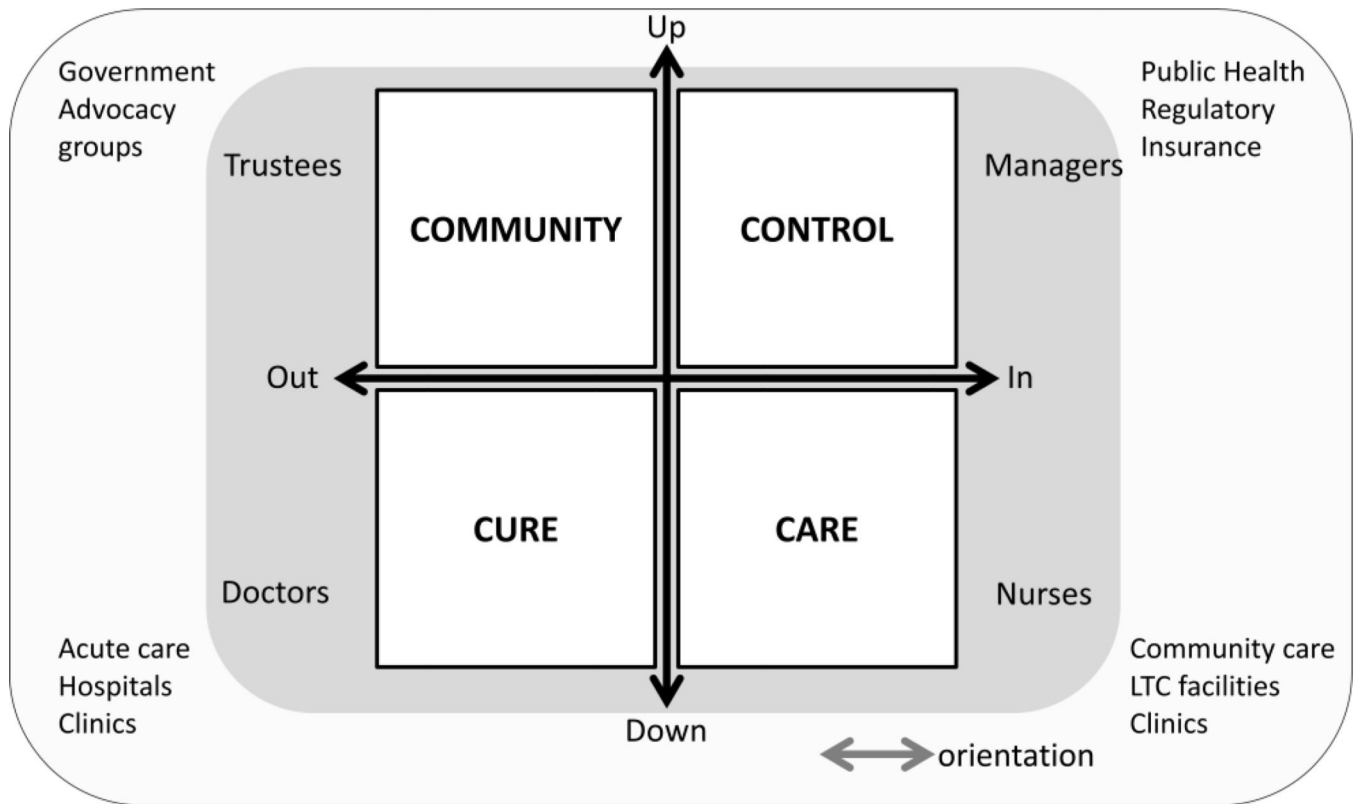 Up
Government
Advocacy
groups
Public Health
Regulatory
Insurance
Trustees
Managers
COMMUNITY
CONTROL
Out
In
CURE
CARE
Doctors
Nurses
Acute care
Hospitals
Clinics
Community care
LTC facilities
Clinics
Down
orientation